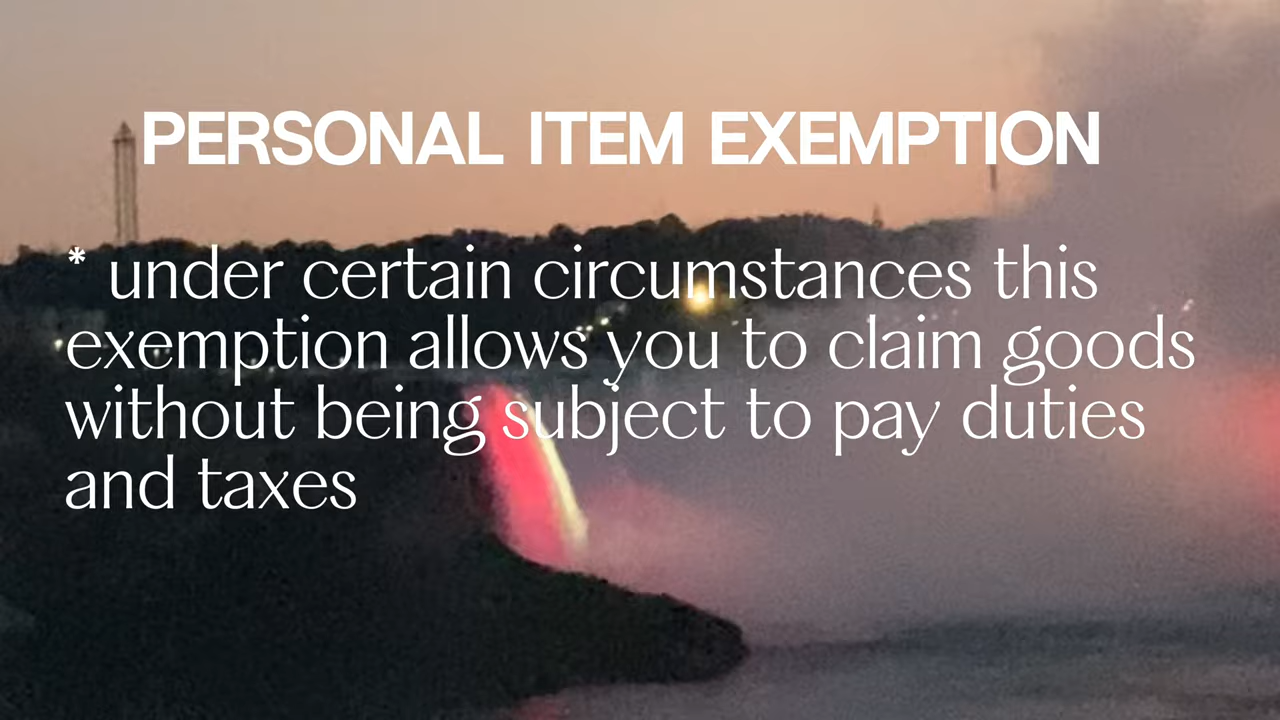 PERSONAL ITEM EXEMPTION
* under certain circumstances this
exemption allows you to claim goods
without being subject to pay duties
and taxes